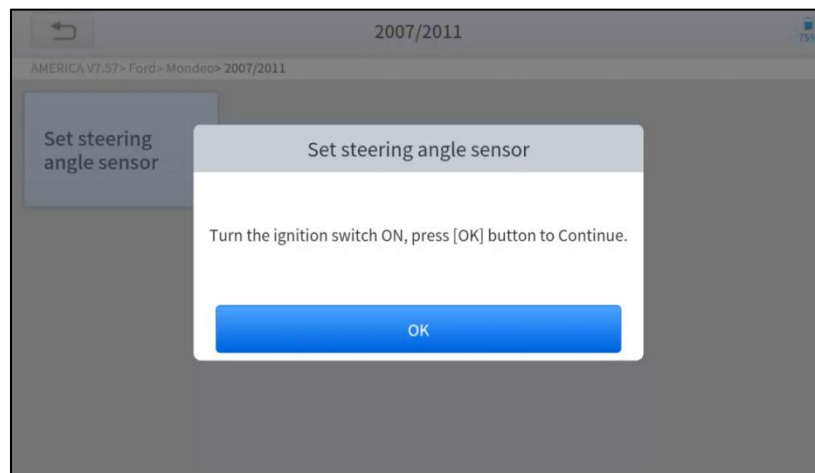 2007/2011
75%
AMERICA V7.57> Ford> Mondeo> 2007/2011
Set steering
angle sensor
Set steering angle sensor
Turn the ignition switch ON, press [OK] button to Continue.
OK